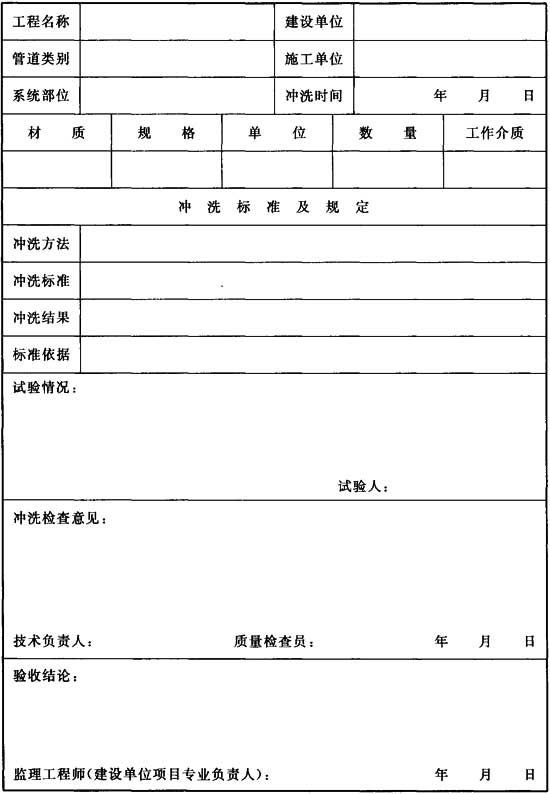 工程名称 建设单位
管道类别 施工单位
系统部位 冲洗时间 年 月 日
材 质 规 格 单 位 数 量 工作介质
冲 洗 标 准 及 规 定
冲洗方法
冲洗标准
冲洗结果
标准依据
试验情况：
试验人：
冲洗检查意见：
技术负责人： 质量检查员： 年 月 日
验收结论：
监理工程师（建设单位项目专业负责人）： 年 月 日